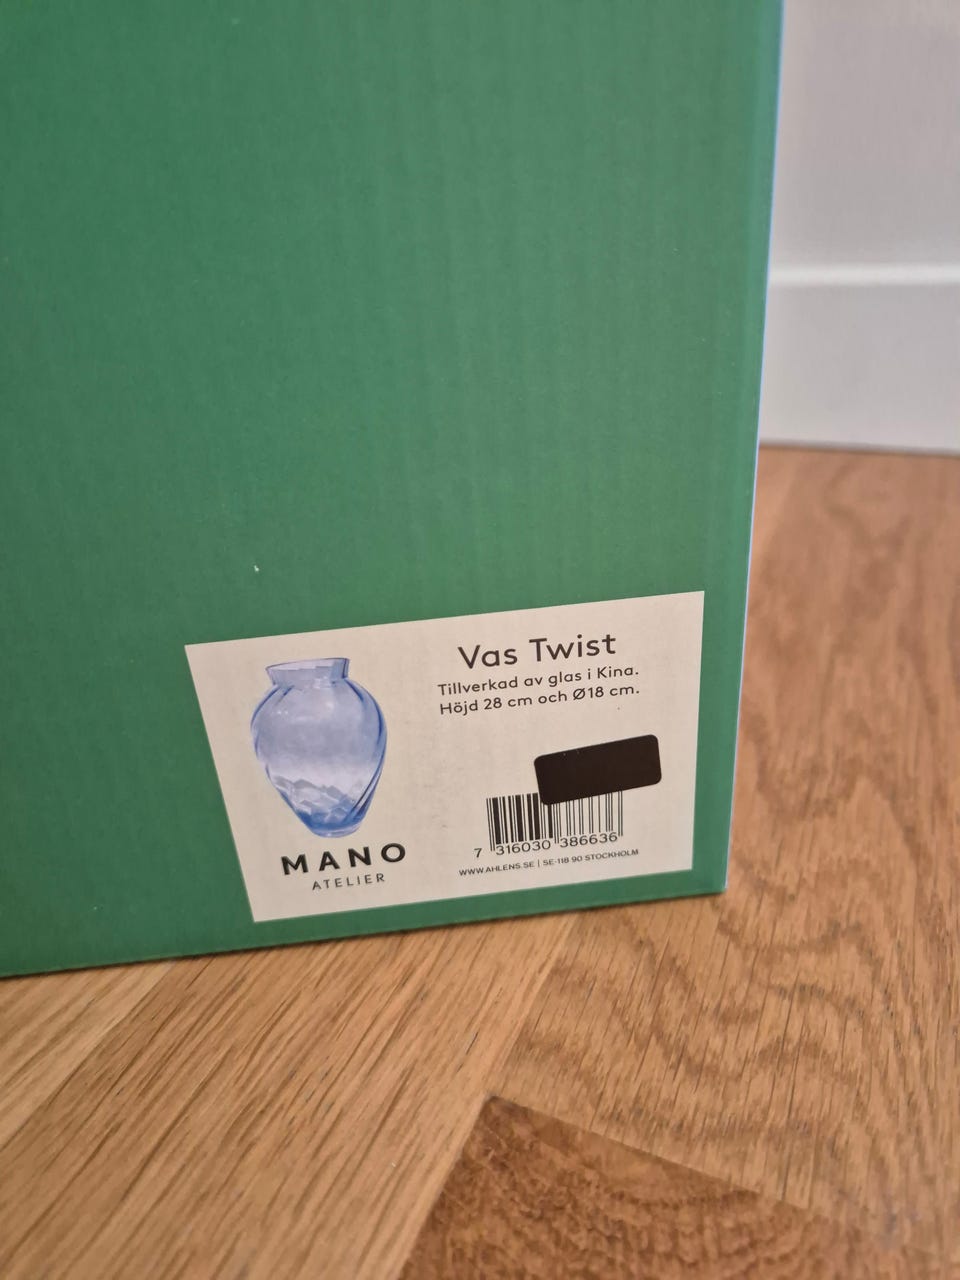 Vas Twist
Tillverkad av glas i Kina.
Höjd 28 cm och Ø18 cm.
MANO
ATELIER
7 316030 386636
WWW.AHLENS.SE | SE-118 90 STOCKHOLM